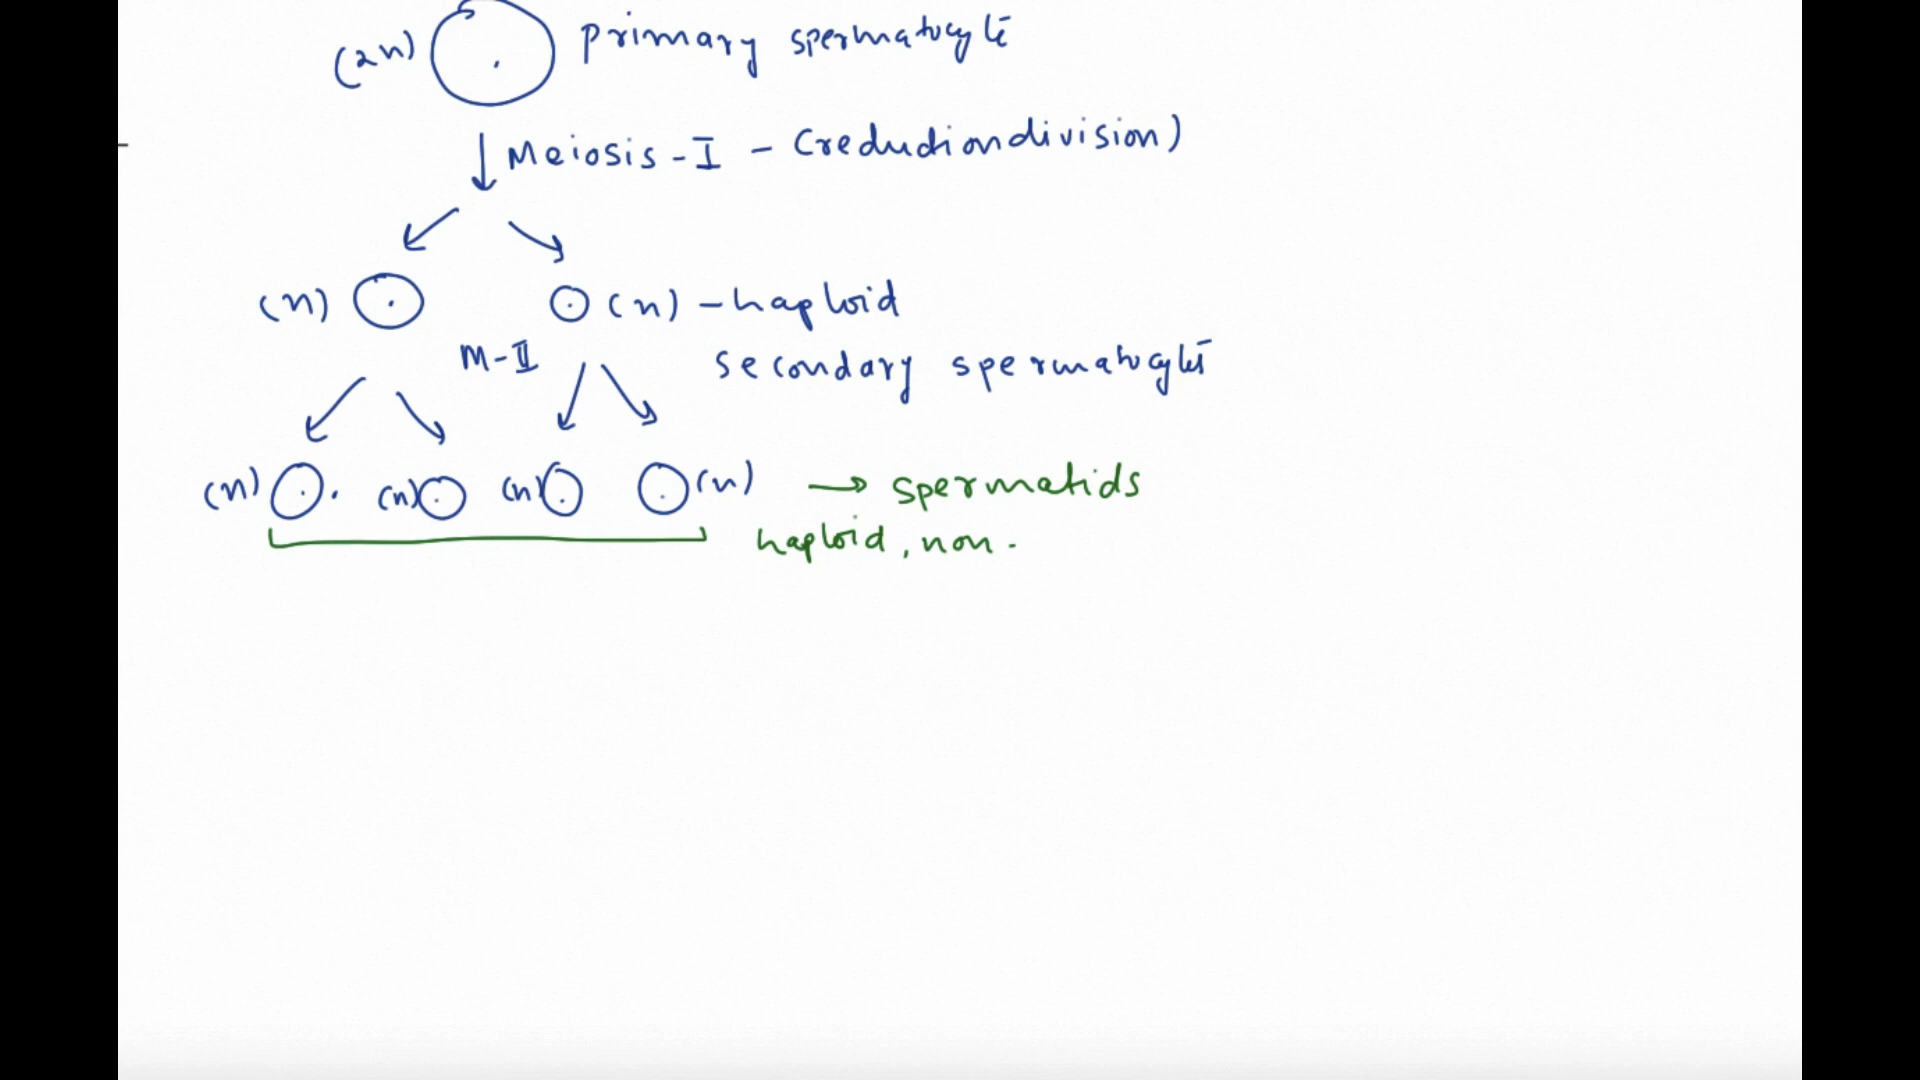 (2n) primary spermatocyte
Meiosis-I - (reduction division)
(n) (n) - haploid
M-II secondary spermatocyte
(n) (n) (n) (n) → spermatids
haploid, non-